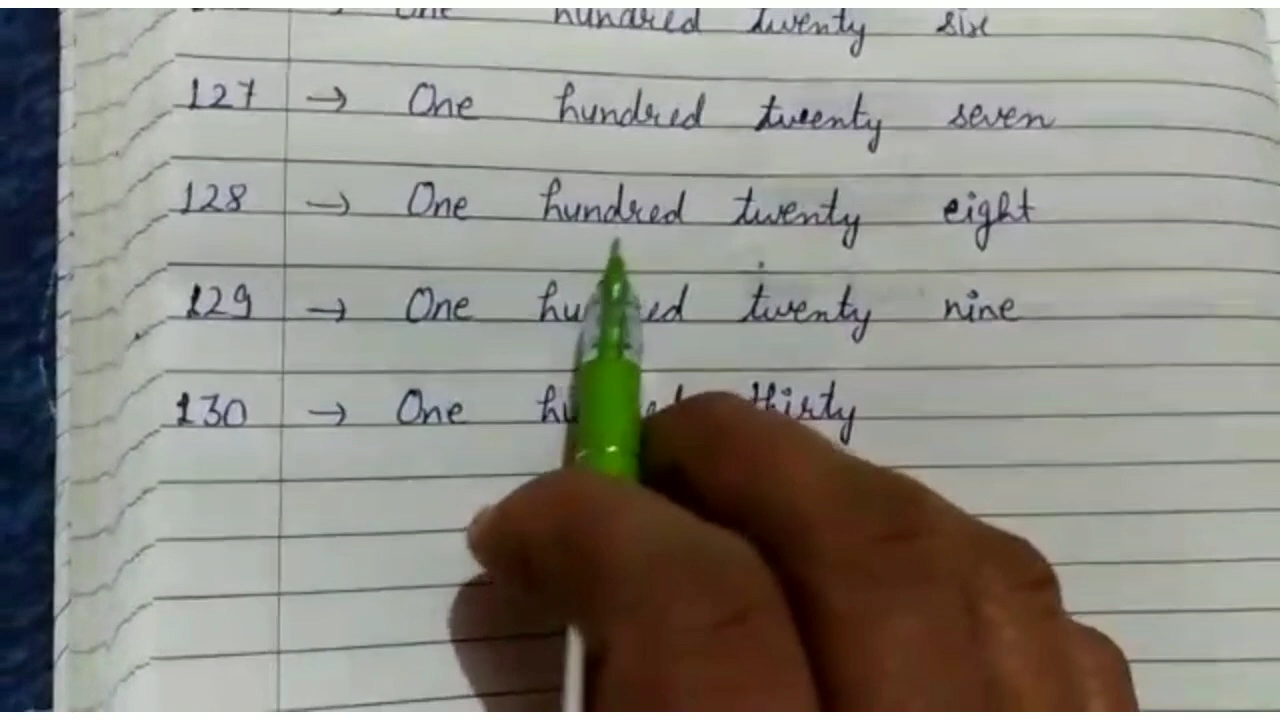 One hundred twenty six
127 → One hundred twenty seven
128 → One hundred twenty eight
129 → One hundred twenty nine
130 → One thirty